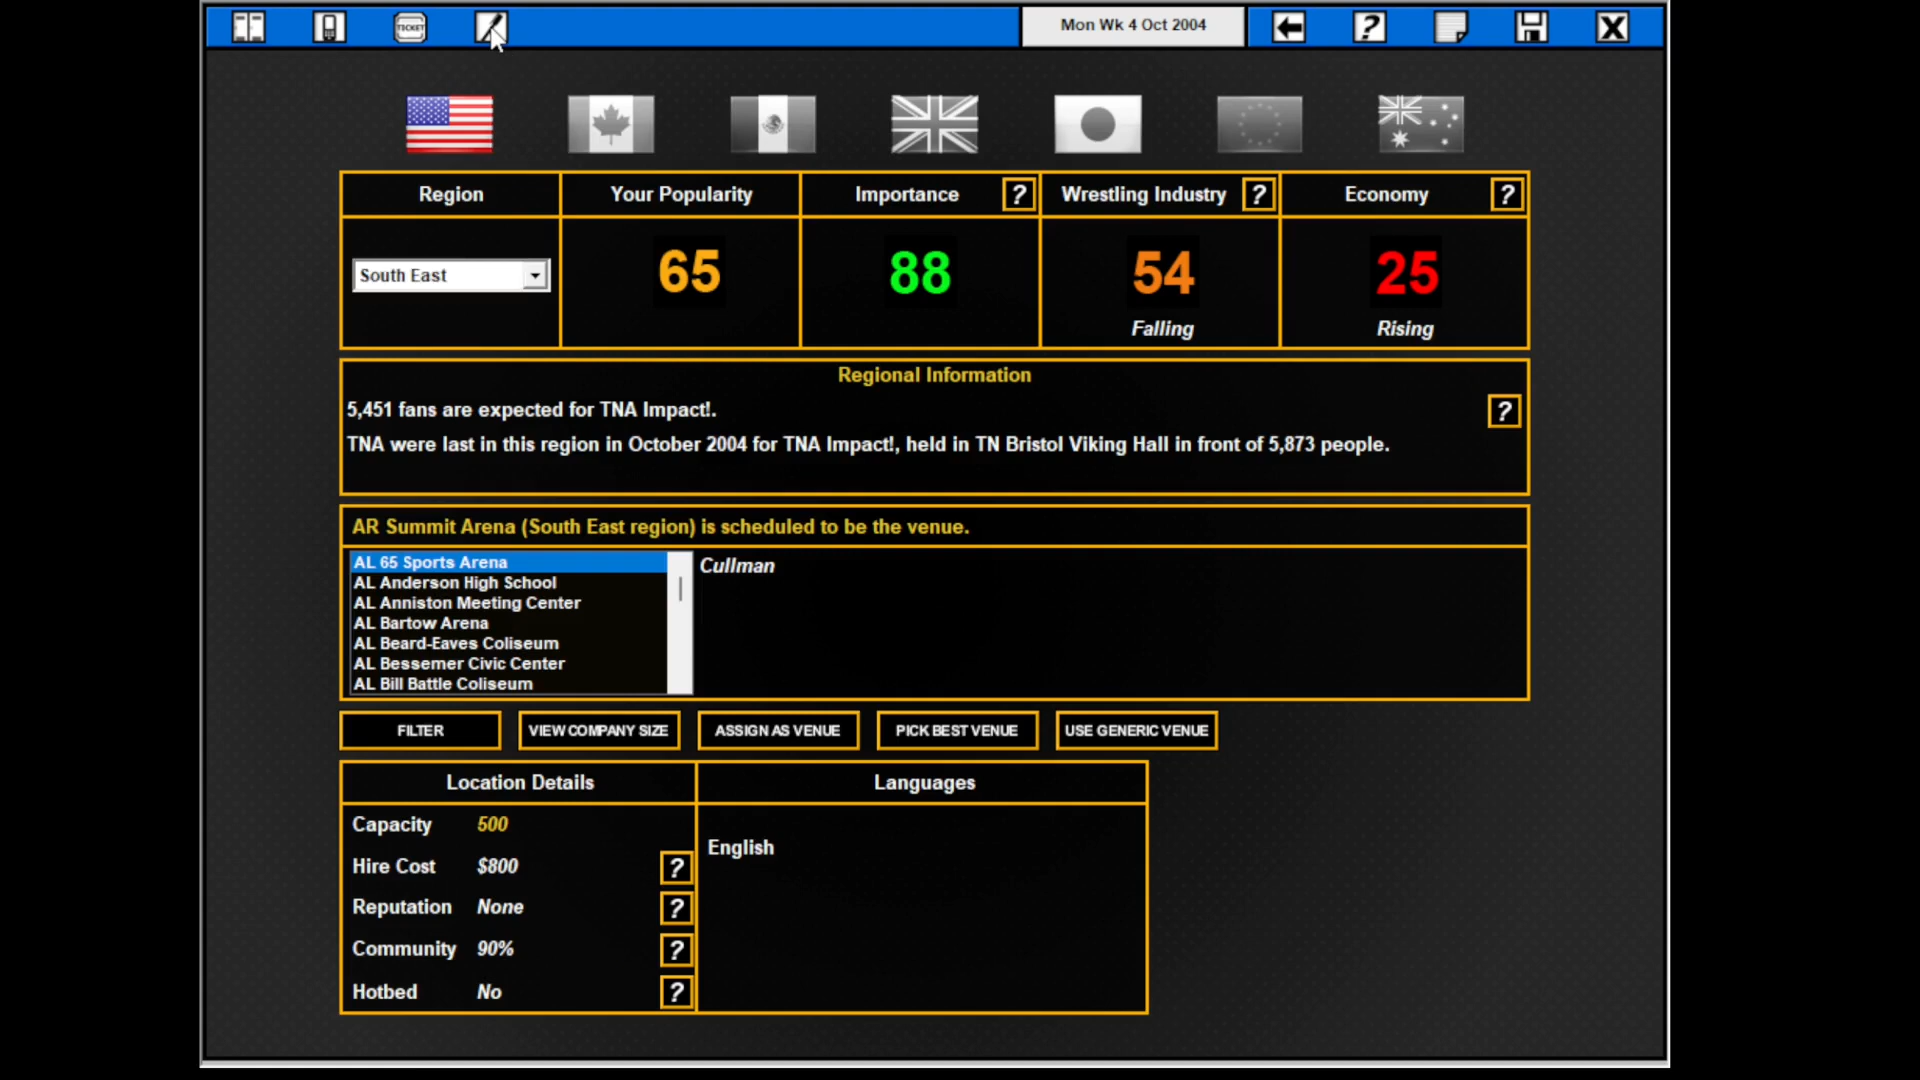 TICKET
Mon Wk 4 Oct 2004
?
Region
Your Popularity
Importance ?
Wrestling Industry ?
Economy ?
South East
65
88
54
25
Falling
Rising
Regional Information
5,451 fans are expected for TNA Impact!.
?
TNA were last in this region in October 2004 for TNA Impact!, held in TN Bristol Viking Hall in front of 5,873 people.
AR Summit Arena (South East region) is scheduled to be the venue.
AL 65 Sports Arena
AL Anderson High School
AL Anniston Meeting Center
AL Bartow Arena
AL Beard-Eaves Coliseum
AL Bessemer Civic Center
AL Bill Battle Coliseum
Cullman
FILTER
VIEW COMPANY SIZE
ASSIGN AS VENUE
PICK BEST VENUE
USE GENERIC VENUE
Location Details
Capacity 500
Hire Cost $800 ?
Reputation None ?
Community 90% ?
Hotbed No ?
Languages
English